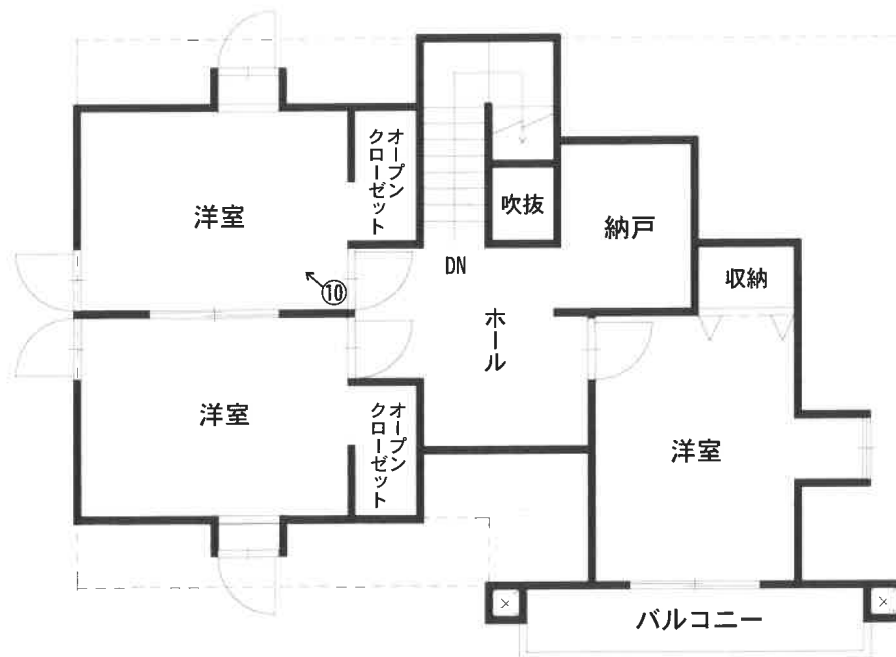 オープン
クローゼット
洋室
吹抜
納戸
DN
収納
⑩
ホール
洋室
オープン
クローゼット
洋室
バルコニー